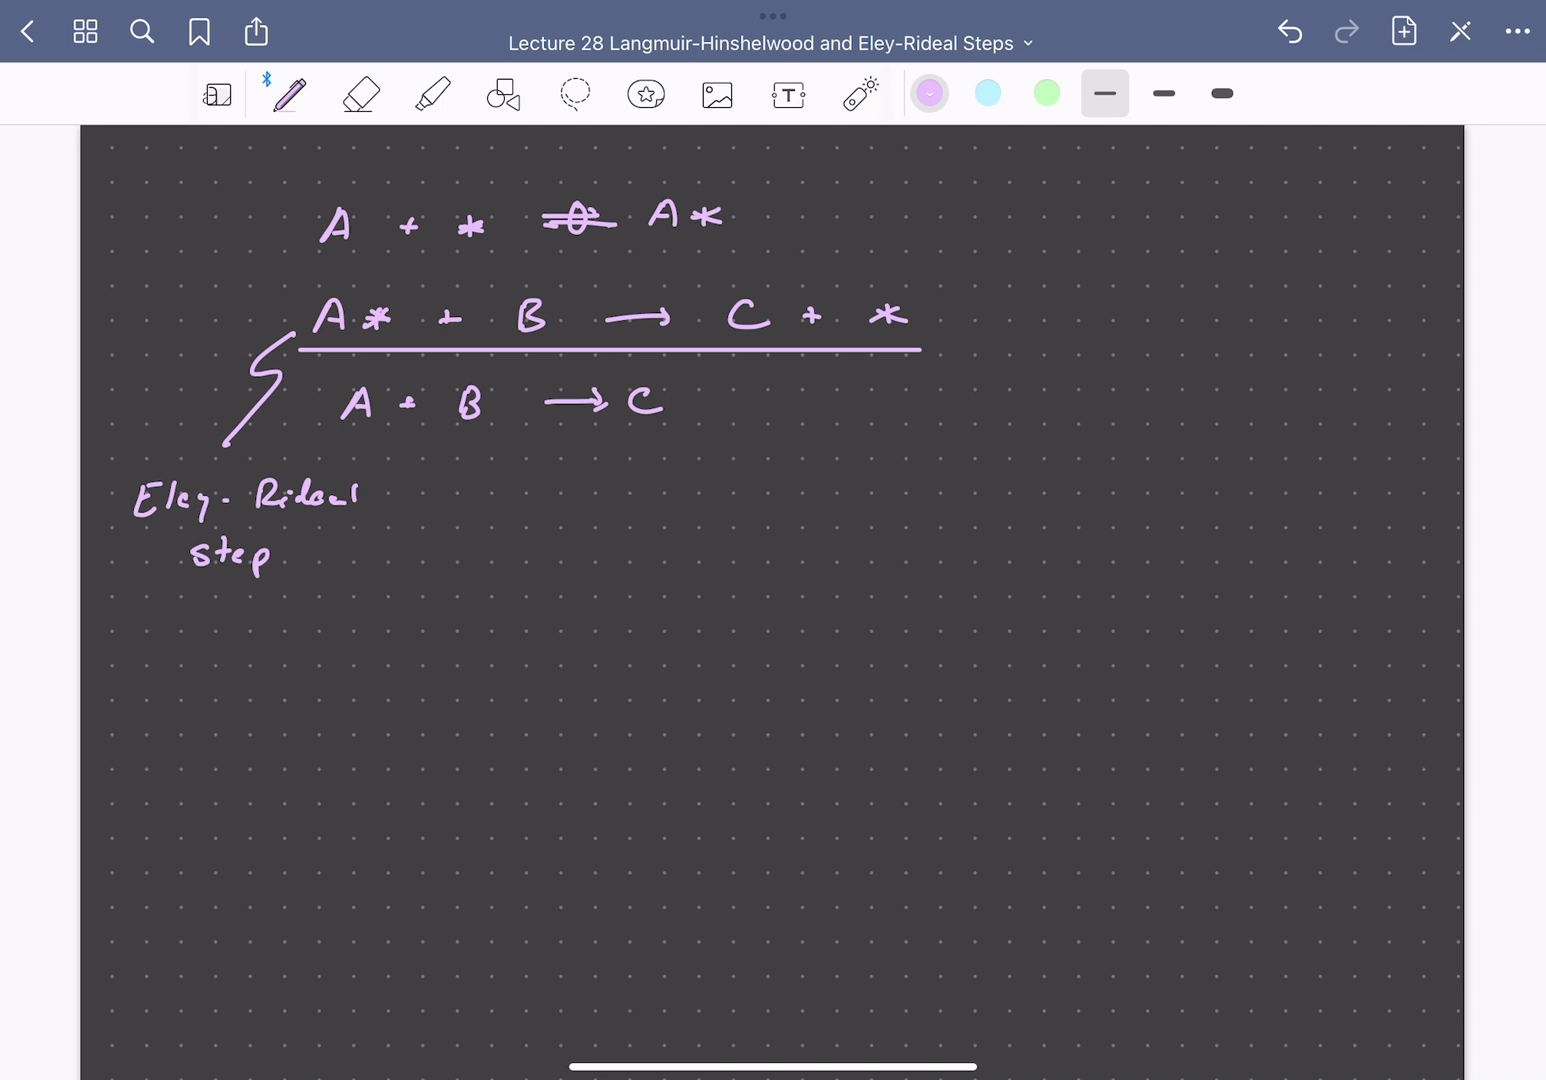 Lecture 28 Langmuir-Hinshelwood and Eley-Rideal Steps
A + * ⇌ A*
A* + B → C + *
A + B → C
Eley-Rideal
step